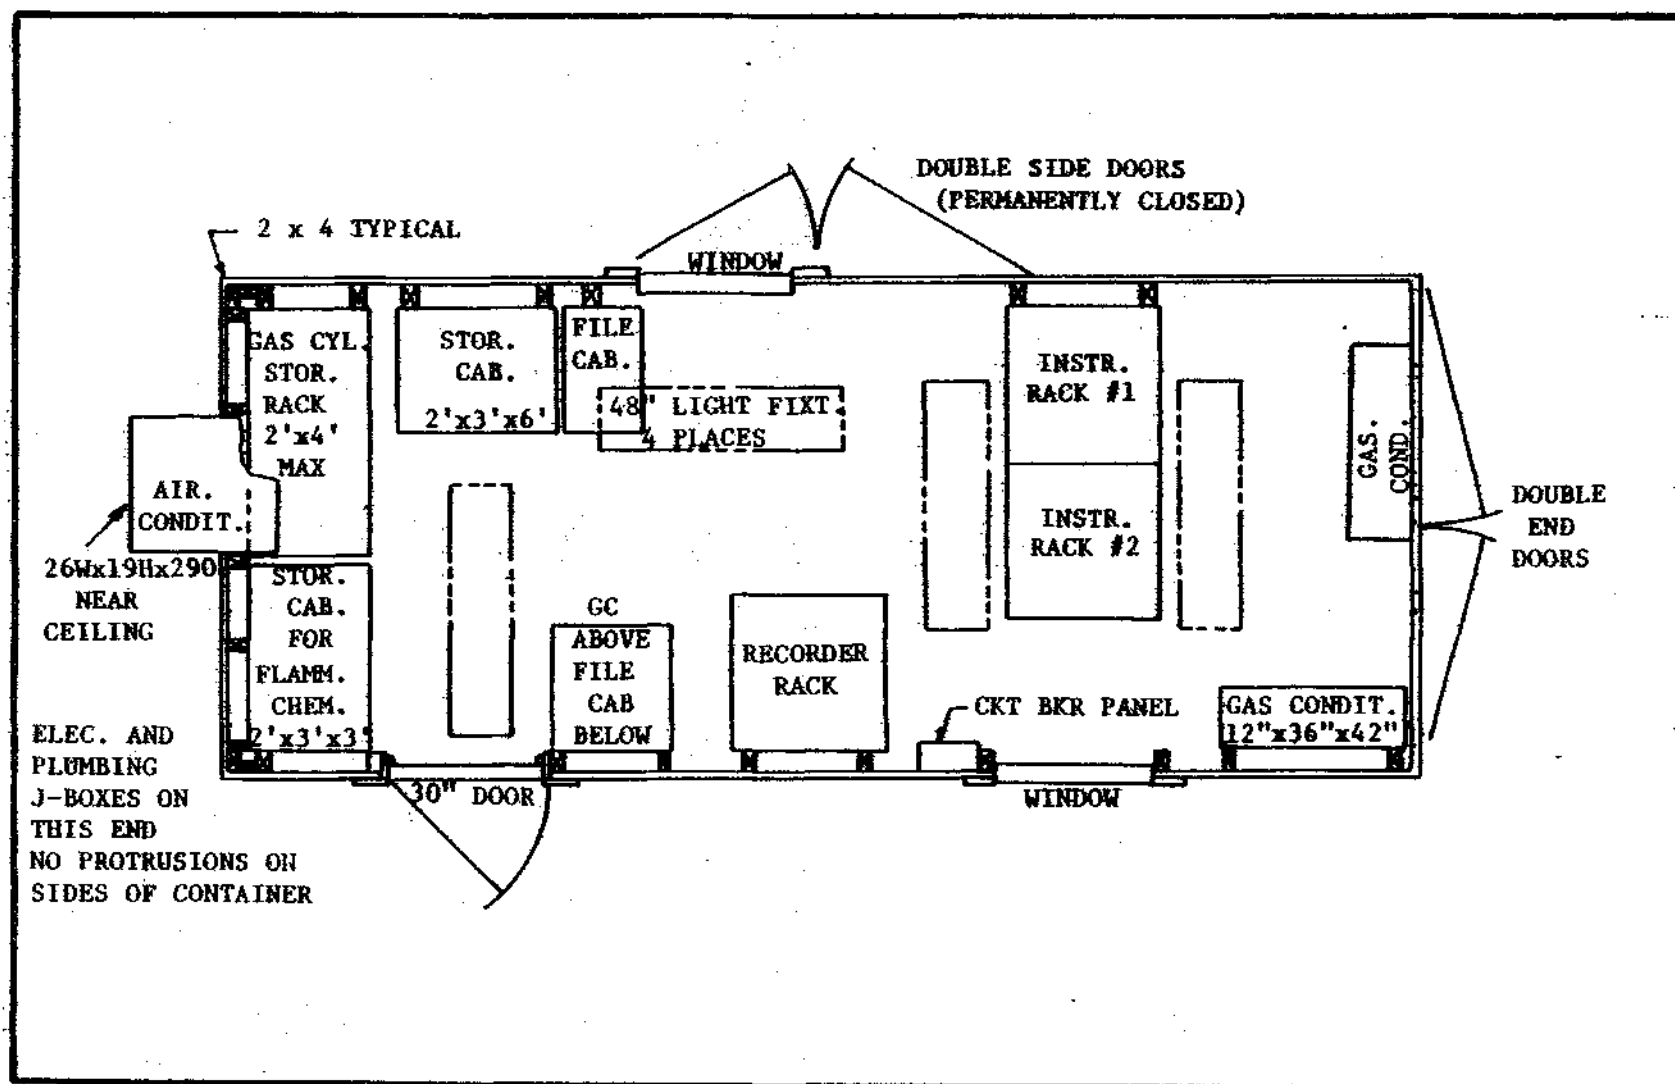 DOUBLE SIDE DOORS
(PERMANENTLY CLOSED)
2 x 4 TYPICAL
WINDOW
GAS CYL.
STOR.
RACK
2'x4'
MAX
STOR.
CAB.
2'x3'x6'
FILE
CAB.
48" LIGHT FIXT.
4 PLACES
INSTR.
RACK #1
INSTR.
RACK #2
GAS.
COND.
DOUBLE
END
DOORS
AIR.
CONDIT.
26Wx19Hx290
NEAR
CEILING
STOR.
CAB.
FOR
FLAMM.
CHEM.
2'x3'x3'
GC
ABOVE
FILE
CAB
BELOW
RECORDER
RACK
CKT BKR PANEL
GAS CONDIT.
12"x36"x42"
30" DOOR
WINDOW
ELEC. AND
PLUMBING
J-BOXES ON
THIS END
NO PROTRUSIONS ON
SIDES OF CONTAINER